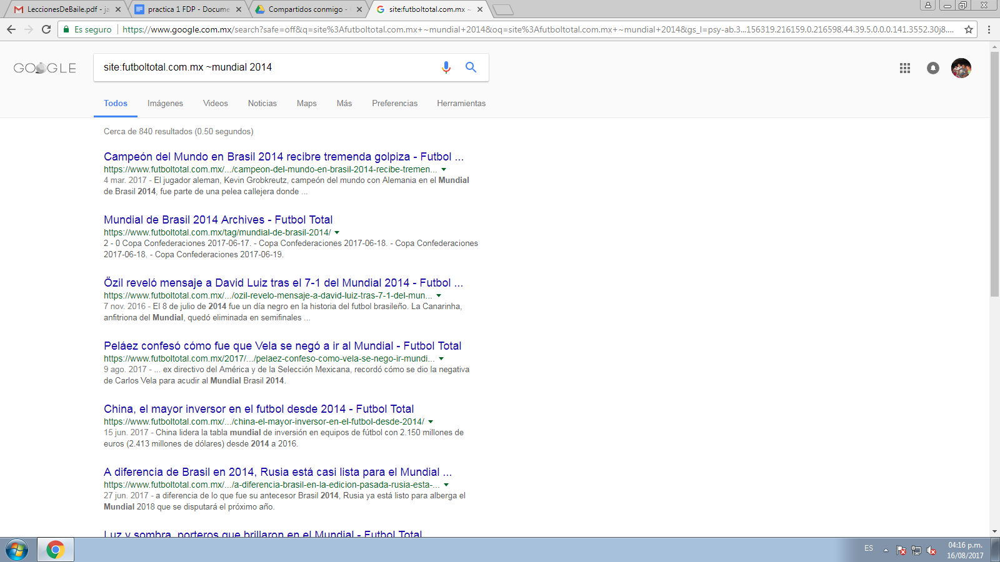 LeccionesDeBaile.pdf - ja
practica 1 FDP - Docume
Compartidos conmigo -
site:futboltotal.com.mx ~
Es seguro
https://www.google.com.mx/search?safe=off&q=site%3Afutboltotal.com.mx+~mundial+2014&oq=site%3Afutboltotal.com.mx+~mundial+2014&gs_l=psy-ab.3...156319.216159.0.216598.44.39.5.0.0.0.141.3552.30j8....
GOOGLE
site:futboltotal.com.mx ~mundial 2014
Todos Imágenes Videos Noticias Maps Más Preferencias Herramientas
Cerca de 840 resultados (0.50 segundos)
Campeón del Mundo en Brasil 2014 recibre tremenda golpiza - Futbol ...
https://www.futboltotal.com.mx/.../campeon-del-mundo-en-brasil-2014-recibe-tremen...
4 mar. 2017 - El jugador aleman, Kevin Grobkreutz, campeón del mundo con Alemania en el Mundial
de Brasil 2014, fue parte de una pelea callejera donde ...
Mundial de Brasil 2014 Archives - Futbol Total
https://www.futboltotal.com.mx/tag/mundial-de-brasil-2014/
2 - 0 Copa Confederaciones 2017-06-17. - Copa Confederaciones 2017-06-18. - Copa Confederaciones
2017-06-18. - Copa Confederaciones 2017-06-19.
Özil reveló mensaje a David Luiz tras el 7-1 del Mundial 2014 - Futbol ...
https://www.futboltotal.com.mx/.../ozil-revelo-mensaje-a-david-luiz-tras-7-1-del-mun...
7 nov. 2016 - El 8 de julio de 2014 fue un día negro en la historia del futbol brasileño. La Canarinha,
anfitriona del Mundial, quedó eliminada en semifinales ...
Peláez confesó cómo fue que Vela se negó a ir al Mundial - Futbol Total
https://www.futboltotal.com.mx/2017/.../pelaez-confeso-como-vela-se-nego-ir-mundi...
9 ago. 2017 - ... ex directivo del América y de la Selección Mexicana, recordó cómo se dio la negativa
de Carlos Vela para acudir al Mundial Brasil 2014.
China, el mayor inversor en el futbol desde 2014 - Futbol Total
https://www.futboltotal.com.mx/.../china-el-mayor-inversor-en-el-futbol-desde-2014/
15 jun. 2017 - China lidera la tabla mundial de inversión en equipos de fútbol con 2.150 millones de
euros (2.413 millones de dólares) desde 2014 a 2016.
A diferencia de Brasil en 2014, Rusia está casi lista para el Mundial ...
https://www.futboltotal.com.mx/.../a-diferencia-brasil-en-la-edicion-pasada-rusia-esta-...
27 jun. 2017 - a diferencia de lo que fue su antecesor Brasil 2014, Rusia ya está listo para alberga el
Mundial 2018 que se disputará el próximo año.
Luz y sombra, porteros que brillaron en el Mundial - Futbol Total
ES
04:16 p.m.
16/08/2017